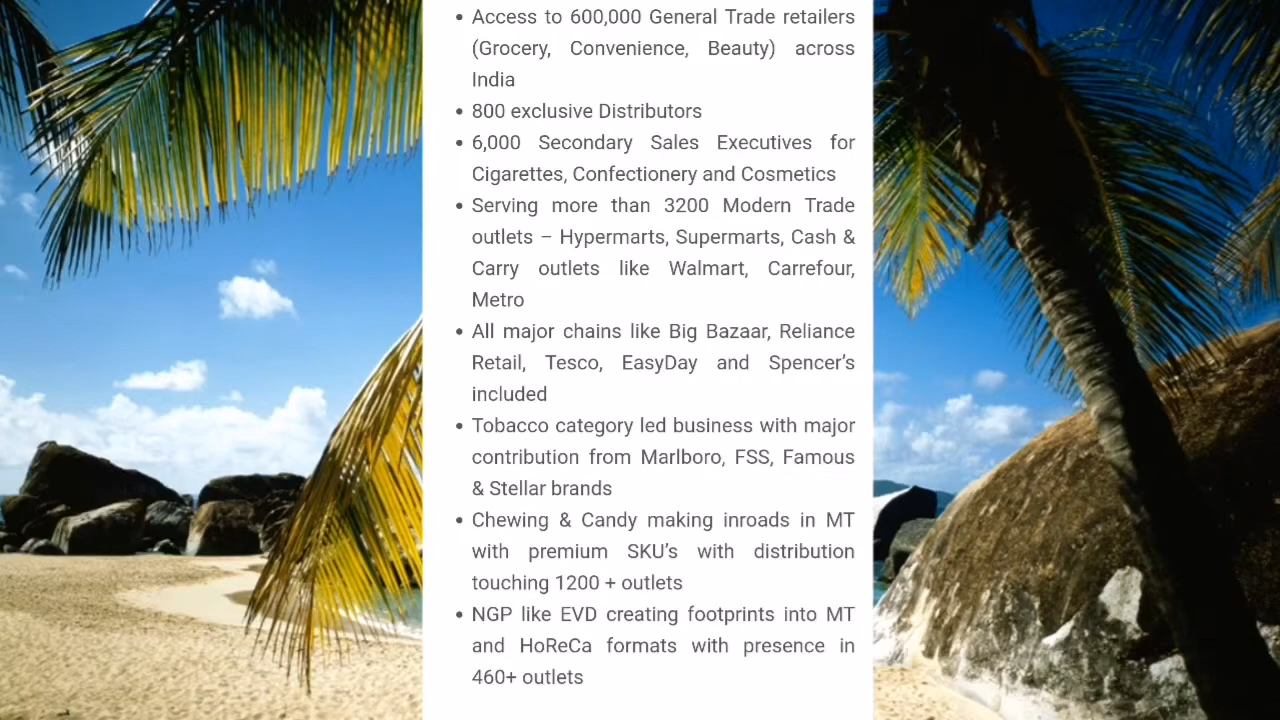 • Access to 600,000 General Trade retailers
(Grocery, Convenience, Beauty) across
India
• 800 exclusive Distributors
• 6,000 Secondary Sales Executives for
Cigarettes, Confectionery and Cosmetics
• Serving more than 3200 Modern Trade
outlets – Hypermarts, Supermarts, Cash &
Carry outlets like Walmart, Carrefour,
Metro
• All major chains like Big Bazaar, Reliance
Retail, Tesco, EasyDay and Spencer’s
included
• Tobacco category led business with major
contribution from Marlboro, FSS, Famous
& Stellar brands
• Chewing & Candy making inroads in MT
with premium SKU’s with distribution
touching 1200 + outlets
• NGP like EVD creating footprints into MT
and HoReCa formats with presence in
460+ outlets